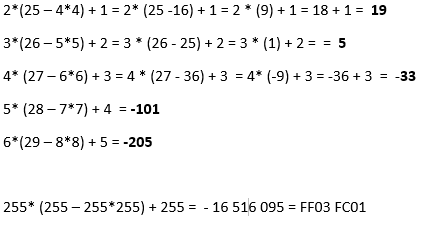 2*(25 – 4*4) + 1 = 2* (25 -16) + 1 = 2 * (9) + 1 = 18 + 1 = 19
3*(26 – 5*5) + 2 = 3 * (26 - 25) + 2 = 3 * (1) + 2 = = 5
4* (27 – 6*6) + 3 = 4 * (27 - 36) + 3 = 4* (-9) + 3 = -36 + 3 = -33
5* (28 – 7*7) + 4 = -101
6*(29 – 8*8) + 5 = -205
255* (255 – 255*255) + 255 = - 16 516 095 = FF03 FC01